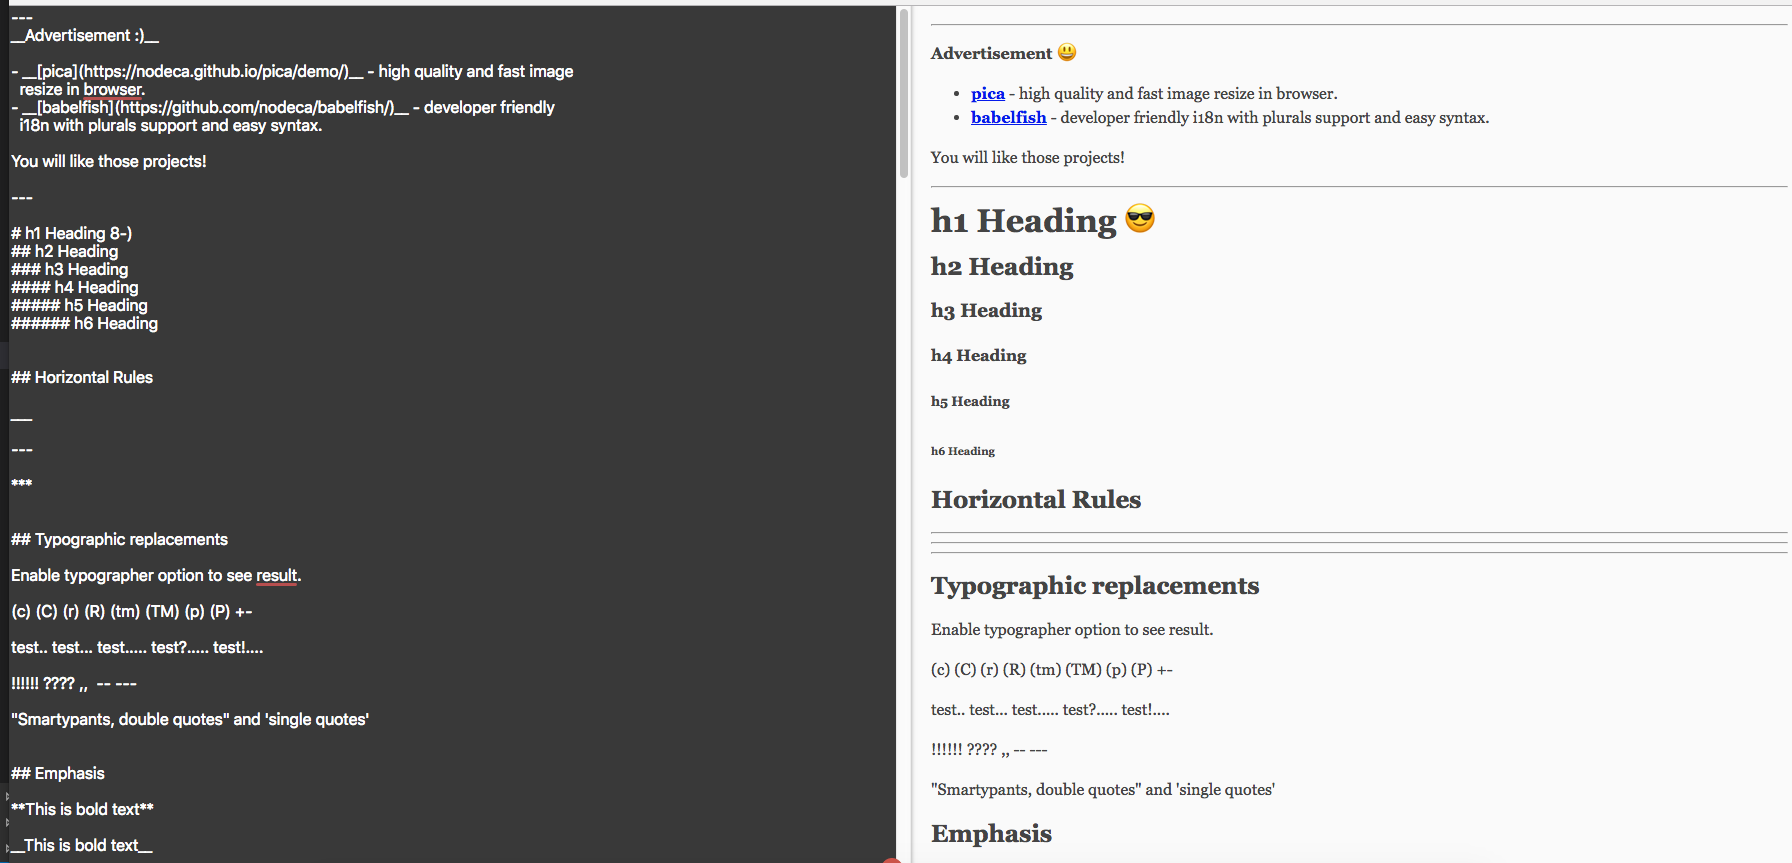 ---
__Advertisement :)__
- __[pica](https://nodeca.github.io/pica/demo/)__ - high quality and fast image
resize in browser.
- __[babelfish](https://github.com/nodeca/babelfish/)__ - developer friendly
i18n with plurals support and easy syntax.
You will like those projects!
---
# h1 Heading 8-)
## h2 Heading
### h3 Heading
#### h4 Heading
##### h5 Heading
###### h6 Heading
## Horizontal Rules
___
---
***
## Typographic replacements
Enable typographer option to see result.
(c) (C) (r) (R) (tm) (TM) (p) (P) +-
test.. test... test..... test?..... test!....
!!!!!! ???? ,,  -- ---
"Smartypants, double quotes" and 'single quotes'
## Emphasis
**This is bold text**
__This is bold text__
Advertisement 😃
• pica - high quality and fast image resize in browser.
• babelfish - developer friendly i18n with plurals support and easy syntax.
You will like those projects!
h1 Heading 😎
h2 Heading
h3 Heading
h4 Heading
h5 Heading
h6 Heading
Horizontal Rules
Typographic replacements
Enable typographer option to see result.
(c) (C) (r) (R) (tm) (TM) (p) (P) +-
test.. test... test..... test?..... test!....
!!!!!! ???? ,, -- ---
"Smartypants, double quotes" and 'single quotes'
Emphasis